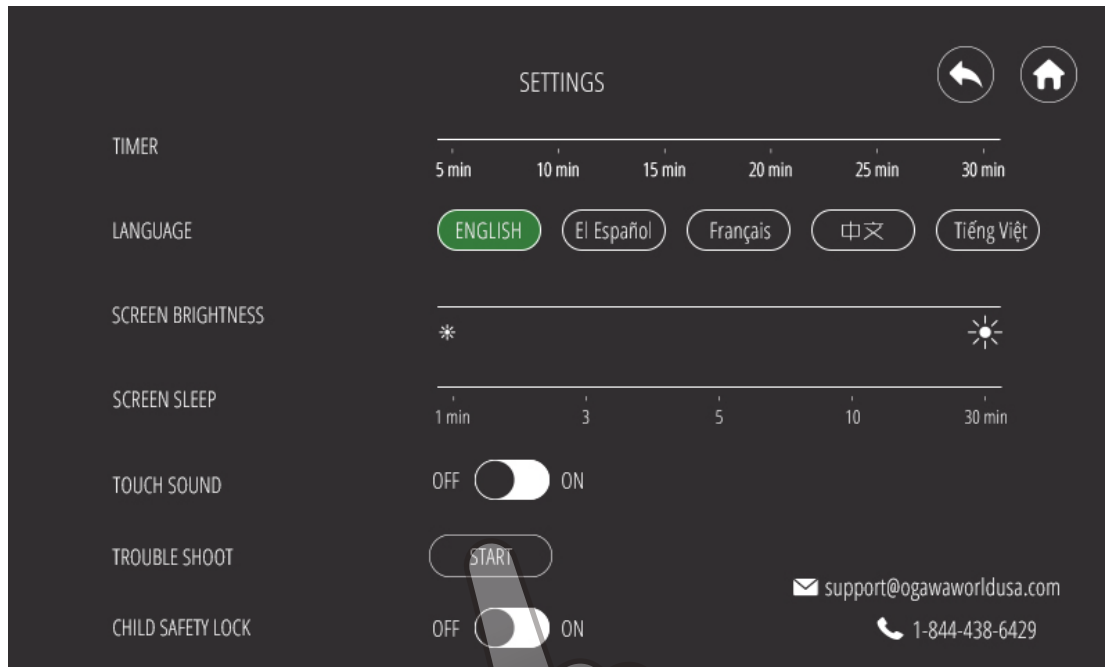 SETTINGS
TIMER
5 min 10 min 15 min 20 min 25 min 30 min
LANGUAGE ENGLISH El Español Français 中文 Tiếng Việt
SCREEN BRIGHTNESS
SCREEN SLEEP
1 min 3 5 10 30 min
TOUCH SOUND OFF ON
TROUBLE SHOOT START
support@ogawaworldusa.com
CHILD SAFETY LOCK OFF ON 1-844-438-6429